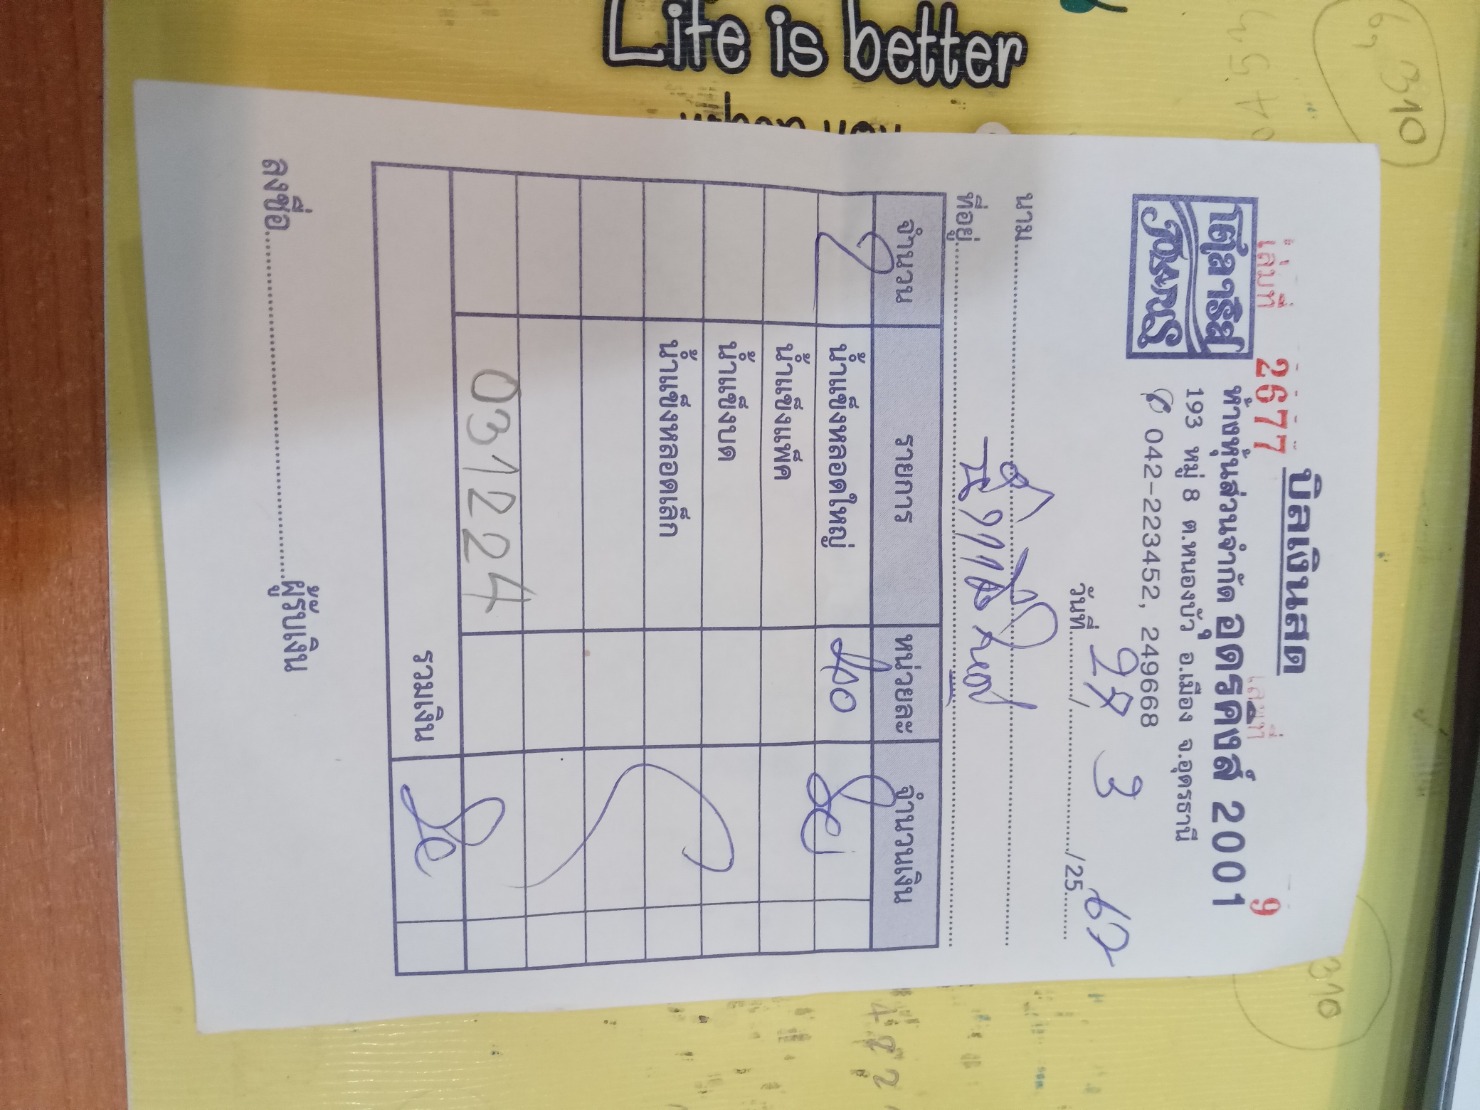 Life is better
when you
310
บิลเงินสด
เล่มที่ 2677 เลขที่ 9
ห้างหุ้นส่วนจำกัด อุดรคิงส์ 2001
193 หมู่ 8 ต.หนองบัว อ.เมือง จ.อุดรธานี
042-223452, 249668
วันที่ 27 / 3 /25 67
นาม
ที่อยู่
จำนวน รายการ หน่วยละ จำนวนเงิน
2 น้ำแข็งหลอดใหญ่ 40 80
น้ำแข็งแพ็ค
น้ำแข็งบด
น้ำแข็งหลอดเล็ก
031224
รวมเงิน 80
ลงชื่อ ผู้รับเงิน
310
482